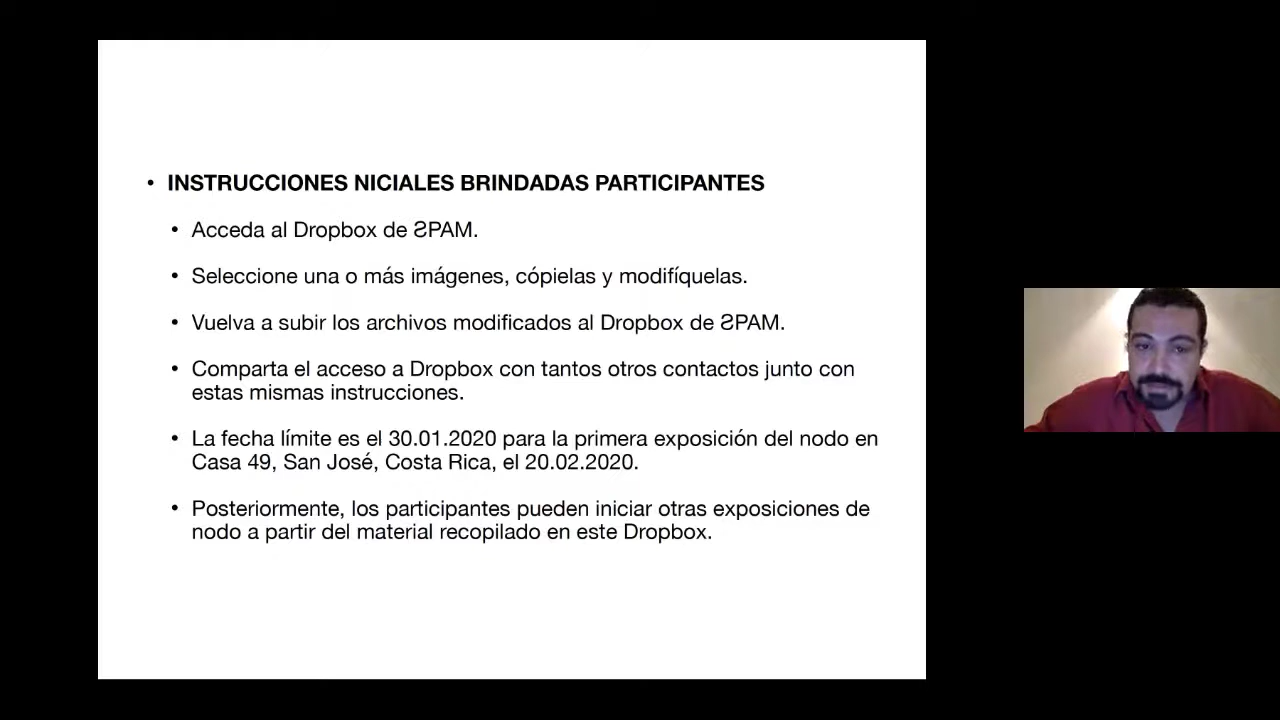 • INSTRUCCIONES NICIALES BRINDADAS PARTICIPANTES
• Acceda al Dropbox de ƧPAM.
• Seleccione una o más imágenes, cópielas y modifíquelas.
• Vuelva a subir los archivos modificados al Dropbox de ƧPAM.
• Comparta el acceso a Dropbox con tantos otros contactos junto con
estas mismas instrucciones.
• La fecha límite es el 30.01.2020 para la primera exposición del nodo en
Casa 49, San José, Costa Rica, el 20.02.2020.
• Posteriormente, los participantes pueden iniciar otras exposiciones de
nodo a partir del material recopilado en este Dropbox.